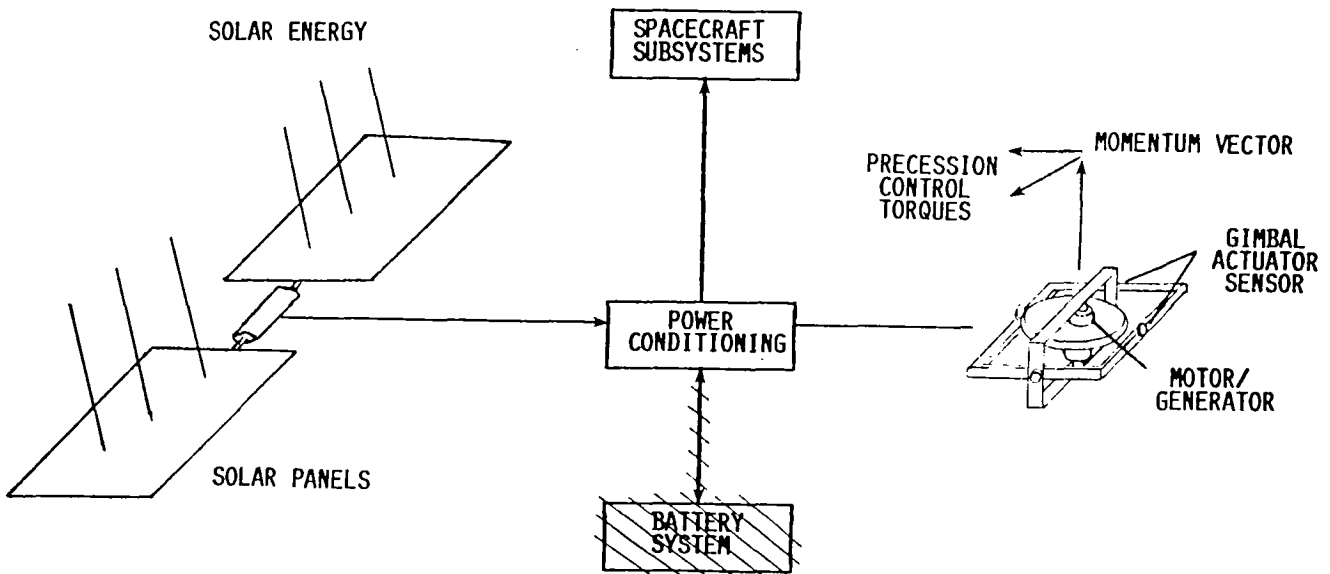 SOLAR ENERGY
SPACECRAFT
SUBSYSTEMS
MOMENTUM VECTOR
PRECESSION
CONTROL
TORQUES
GIMBAL
ACTUATOR
SENSOR
POWER
CONDITIONING
MOTOR/
GENERATOR
SOLAR PANELS
BATTERY
SYSTEM